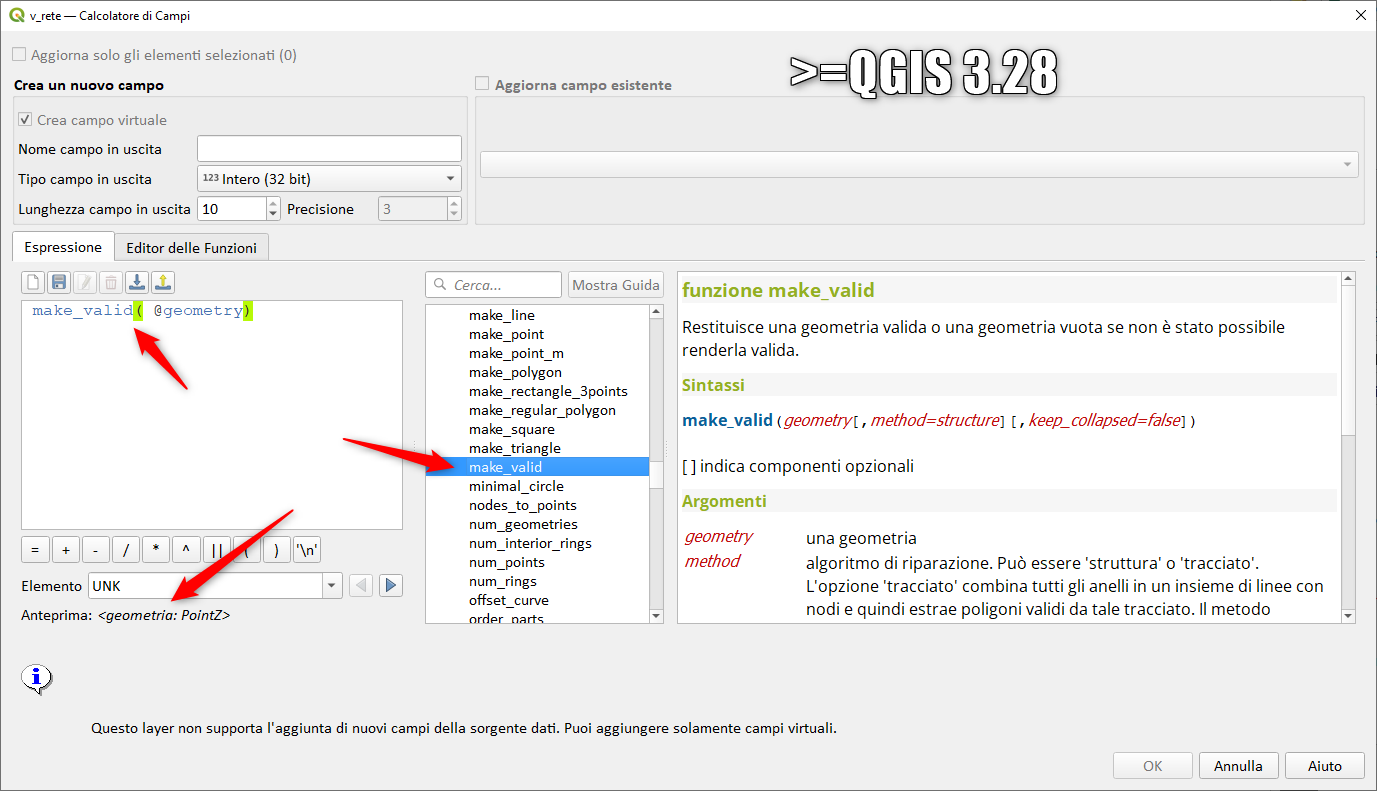 v_rete — Calcolatore di Campi
Aggiorna solo gli elementi selezionati (0)
>=QGIS 3.28
Crea un nuovo campo
Aggiorna campo esistente
Crea campo virtuale
Nome campo in uscita
Tipo campo in uscita
123 Intero (32 bit)
Lunghezza campo in uscita 10 Precisione 3
Espressione Editor delle Funzioni
Cerca... Mostra Guida
make_valid( @geometry)
make_line
make_point
make_point_m
make_polygon
make_rectangle_3points
make_regular_polygon
make_square
make_triangle
make_valid
minimal_circle
nodes_to_points
num_geometries
num_interior_rings
num_points
num_rings
offset_curve
order_parts
funzione make_valid
Restituisce una geometria valida o una geometria vuota se non è stato possibile
renderla valida.
Sintassi
make_valid(geometry[,method=structure][,keep_collapsed=false])
[ ] indica componenti opzionali
Argomenti
geometry una geometria
method algoritmo di riparazione. Può essere 'struttura' o 'tracciato'.
L'opzione 'tracciato' combina tutti gli anelli in un insieme di linee con
nodi e quindi estrae poligoni validi da tale tracciato. Il metodo
= + - / * ^ || ( ) '\n'
Elemento UNK
Anteprima: <geometria: PointZ>
Questo layer non supporta l'aggiunta di nuovi campi della sorgente dati. Puoi aggiungere solamente campi virtuali.
OK Annulla Aiuto